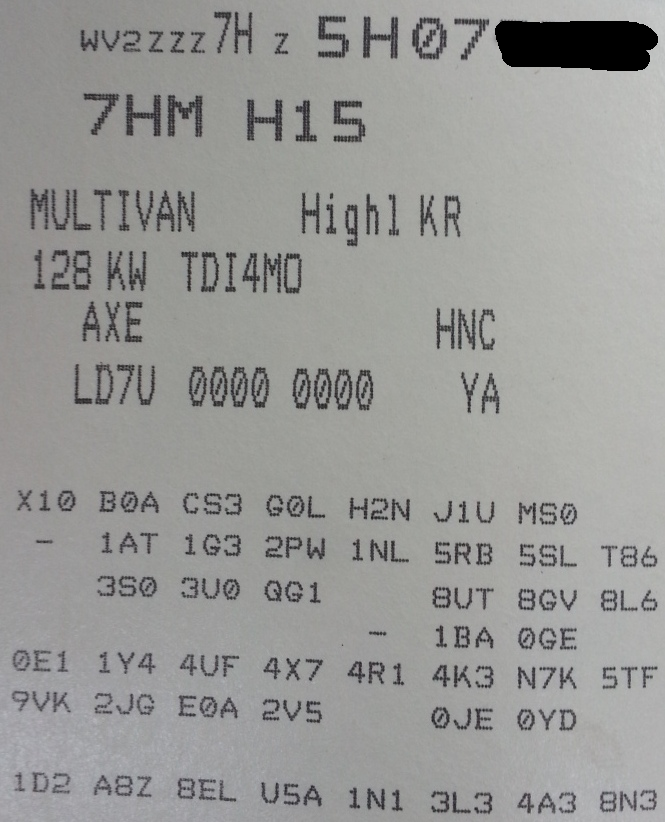 WV2ZZZ7H Z 5H07
7HM H15
MULTIVAN Highl KR
128 KW TDI4MO
AXE HNC
LD7U 0000 0000 YA
X10 B0A CS3 G0L H2N J1U MS0
- 1AT 1G3 2PW 1NL 5RB 5SL T86
3S0 3U0 QG1 8UT 8GV 8L6
- 1BA 0GE
0E1 1Y4 4UF 4X7 4R1 4K3 N7K 5TF
9VK 2JG E0A 2V5 0JE 0YD
1D2 A8Z 8EL U5A 1N1 3L3 4A3 8N3